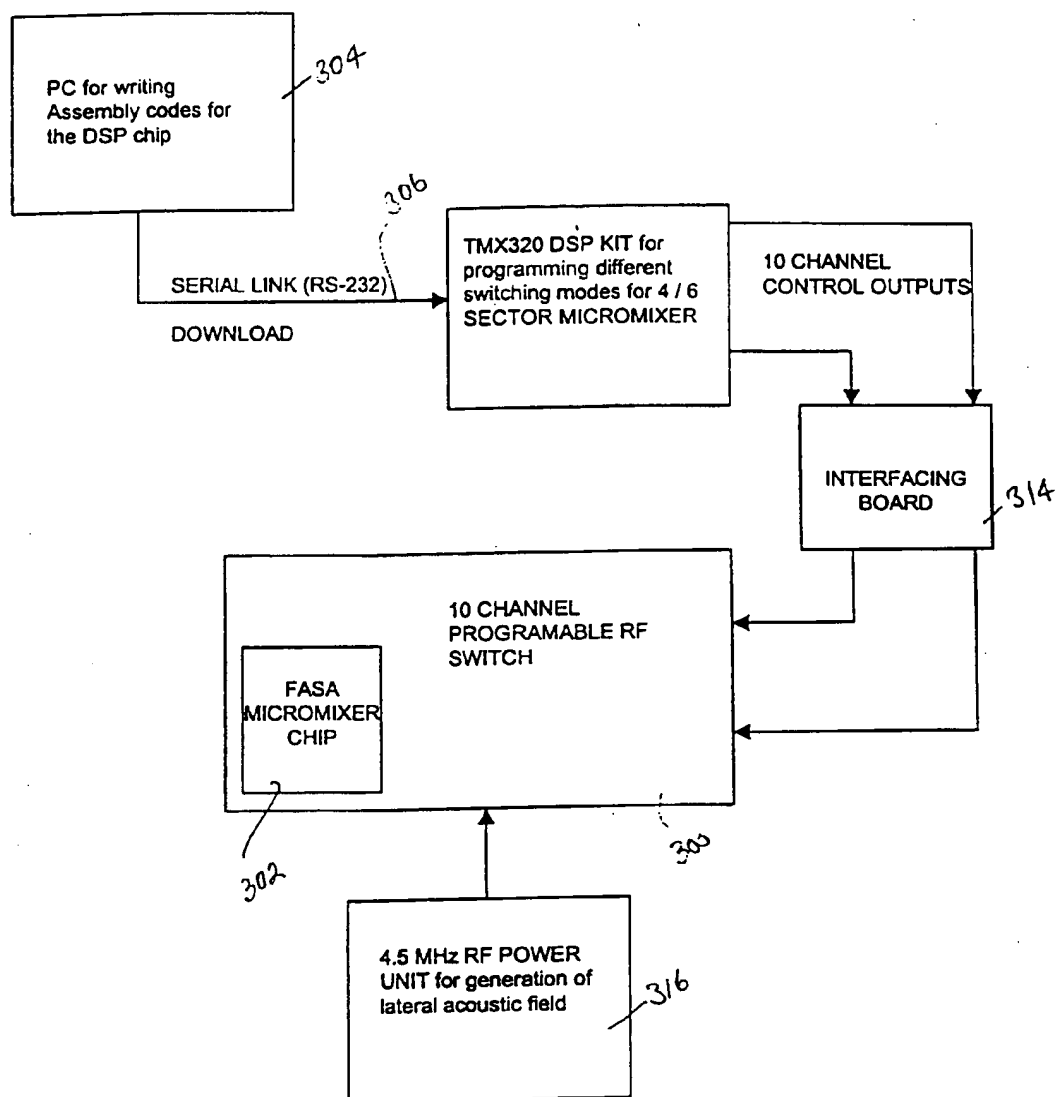 PC for writing
Assembly codes for
the DSP chip
304
306
SERIAL LINK (RS-232)
DOWNLOAD
TMX320 DSP KIT for
programming different
switching modes for 4 / 6
SECTOR MICROMIXER
10 CHANNEL
CONTROL OUTPUTS
INTERFACING
BOARD
314
10 CHANNEL
PROGRAMABLE RF
SWITCH
FASA
MICROMIXER
CHIP
302
300
4.5 MHz RF POWER
UNIT for generation of
lateral acoustic field
316